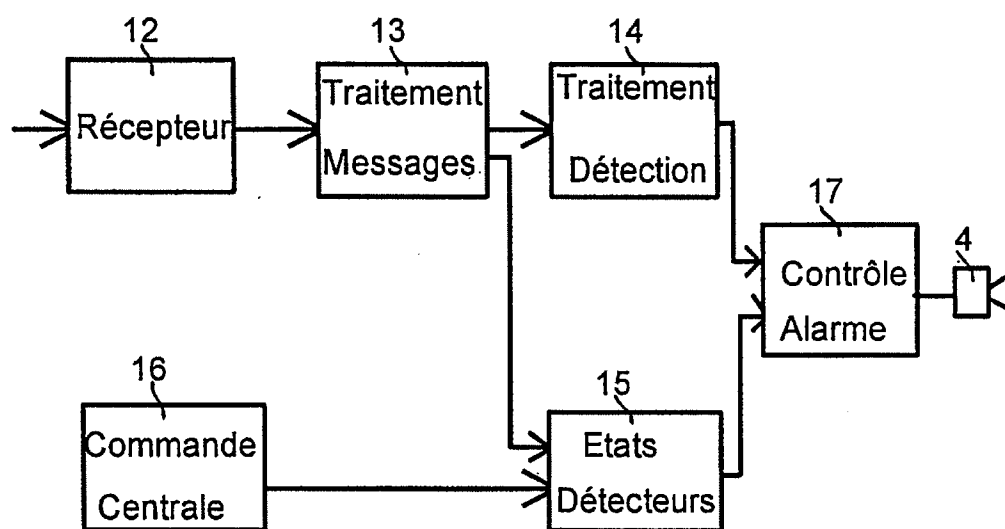 12
Récepteur
13
Traitement
Messages
14
Traitement
Détection
17
Contrôle
Alarme
4
16
Commande
Centrale
15
Etats
Détecteurs